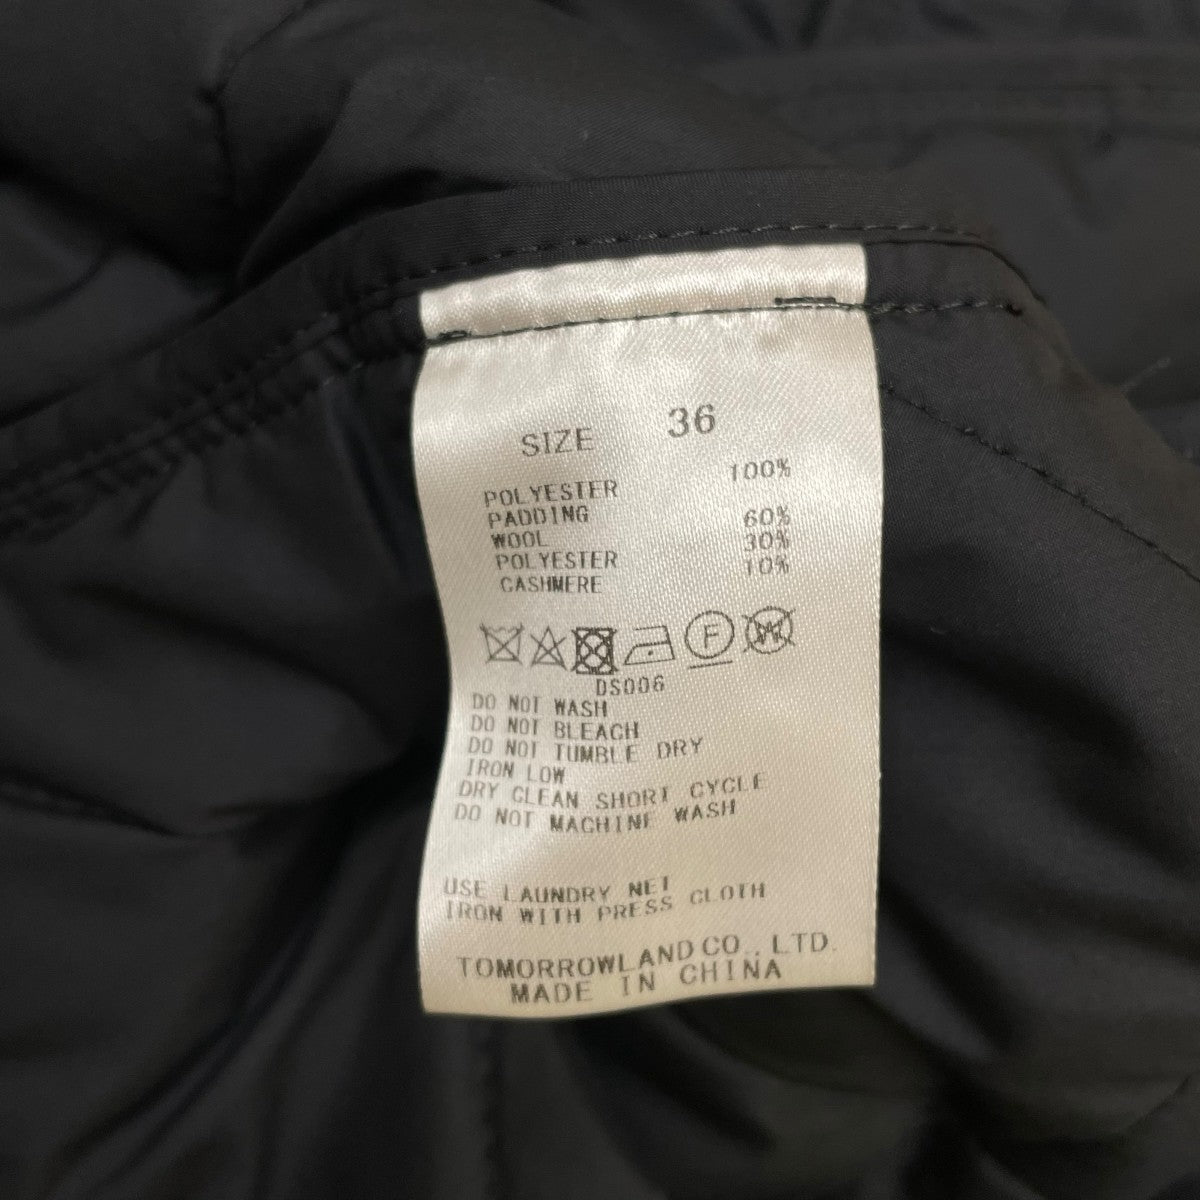 SIZE 36
POLYESTER 100%
PADDING
WOOL 60%
POLYESTER 30%
CASHMERE 10%
F W
DS006
DO NOT WASH
DO NOT BLEACH
DO NOT TUMBLE DRY
IRON LOW
DRY CLEAN SHORT CYCLE
DO NOT MACHINE WASH
USE LAUNDRY NET
IRON WITH PRESS CLOTH
TOMORROWLAND CO., LTD.
MADE IN CHINA